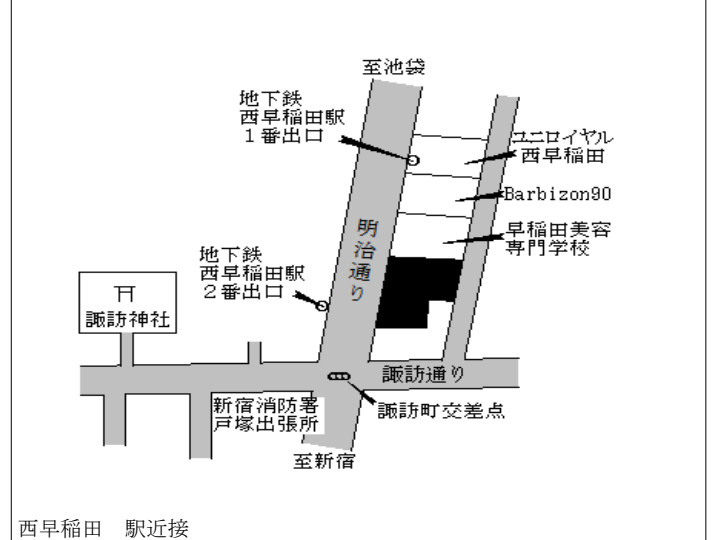 至池袋
地下鉄
西早稲田駅
１番出口
ユニロイヤル
西早稲田
Barbizon90
早稲田美容
専門学校
明治通り
地下鉄
西早稲田駅
２番出口
諏訪神社
諏訪通り
新宿消防署
戸塚出張所
諏訪町交差点
至新宿
西早稲田　駅近接